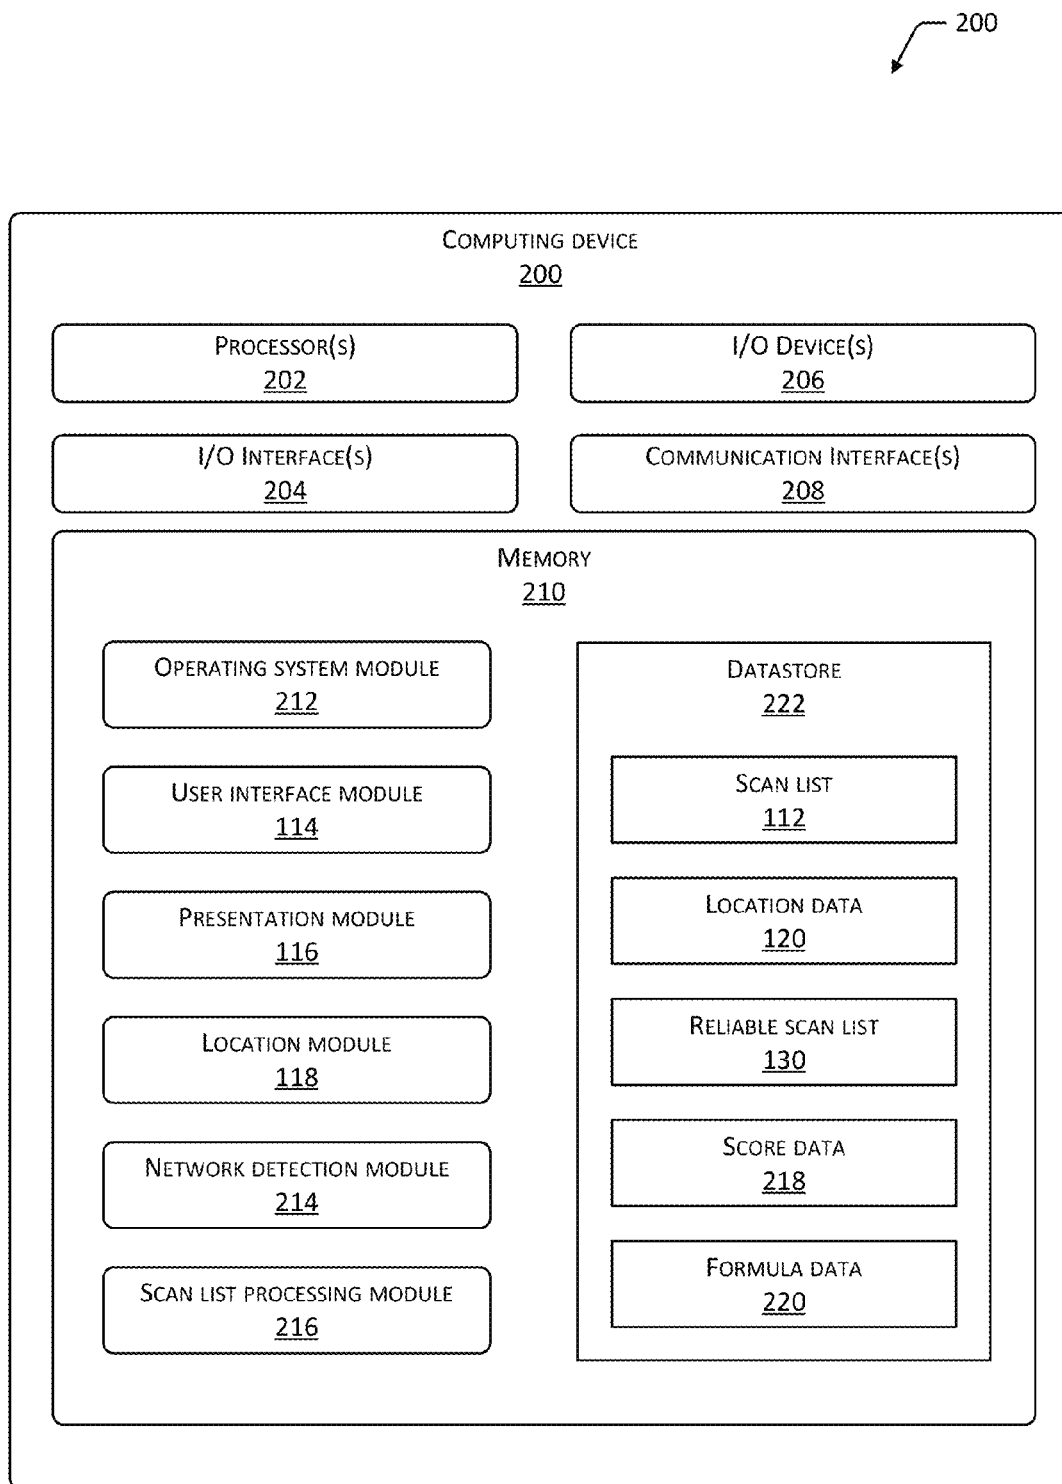 200
COMPUTING DEVICE
200
PROCESSOR(S)
202
I/O DEVICE(S)
206
I/O INTERFACE(S)
204
COMMUNICATION INTERFACE(S)
208
MEMORY
210
OPERATING SYSTEM MODULE
212
USER INTERFACE MODULE
114
PRESENTATION MODULE
116
LOCATION MODULE
118
NETWORK DETECTION MODULE
214
SCAN LIST PROCESSING MODULE
216
DATASTORE
222
SCAN LIST
112
LOCATION DATA
120
RELIABLE SCAN LIST
130
SCORE DATA
218
FORMULA DATA
220